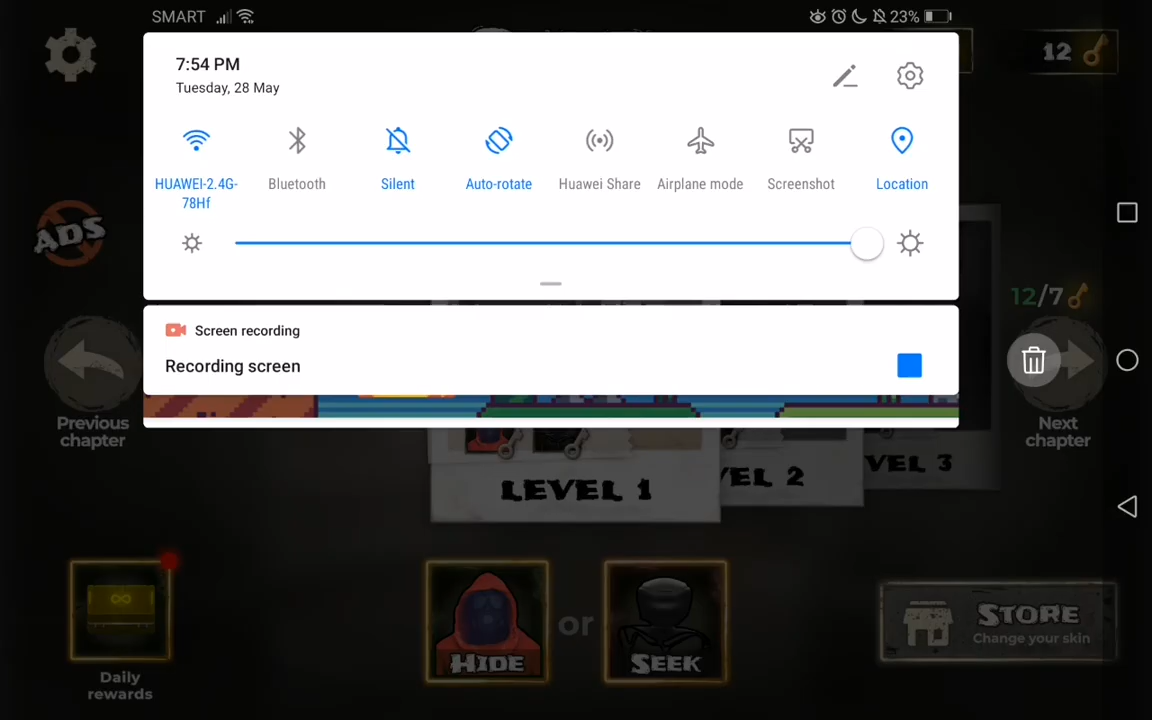 SMART
23%
7:54 PM
Tuesday, 28 May
HUAWEI-2.4G-
78Hf
Bluetooth
Silent
Auto-rotate
Huawei Share
Airplane mode
Screenshot
Location
Screen recording
Recording screen
12
ADS
12/7
Previous
chapter
Next
chapter
LEVEL 1
VEL 2
VEL 3
Daily
rewards
HIDE
or
SEEK
STORE
Change your skin